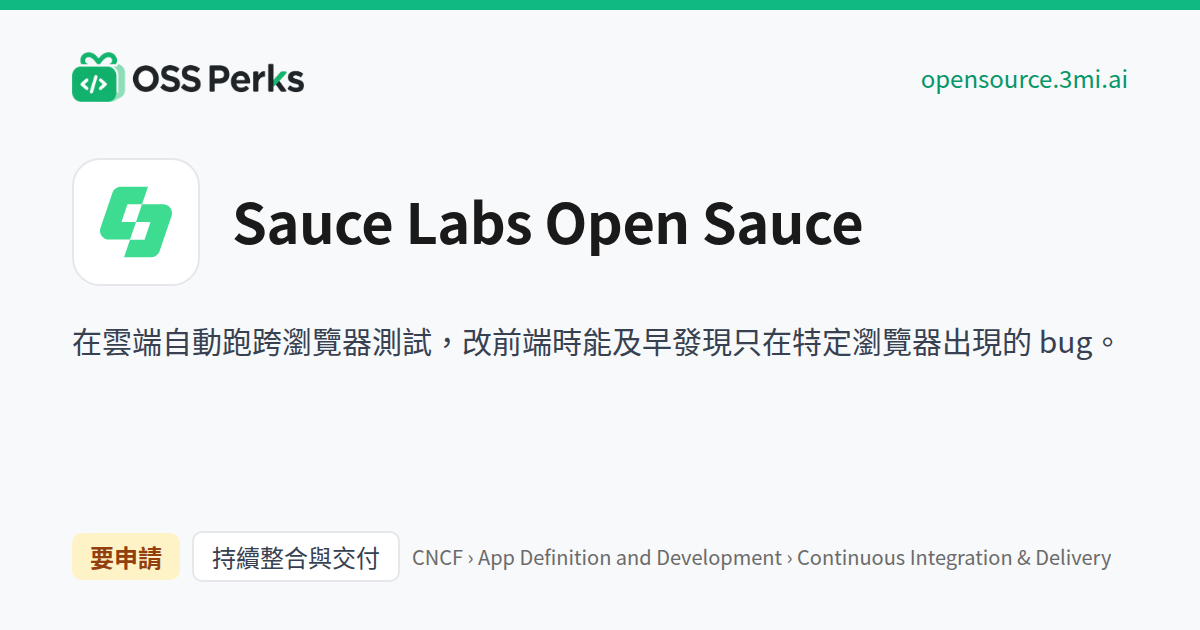 OSS Perks
opensource.3mi.ai
Sauce Labs Open Sauce
在雲端自動跑跨瀏覽器測試，改前端時能及早發現只在特定瀏覽器出現的 bug。
要申請
持續整合與交付
CNCF › App Definition and Development › Continuous Integration & Delivery